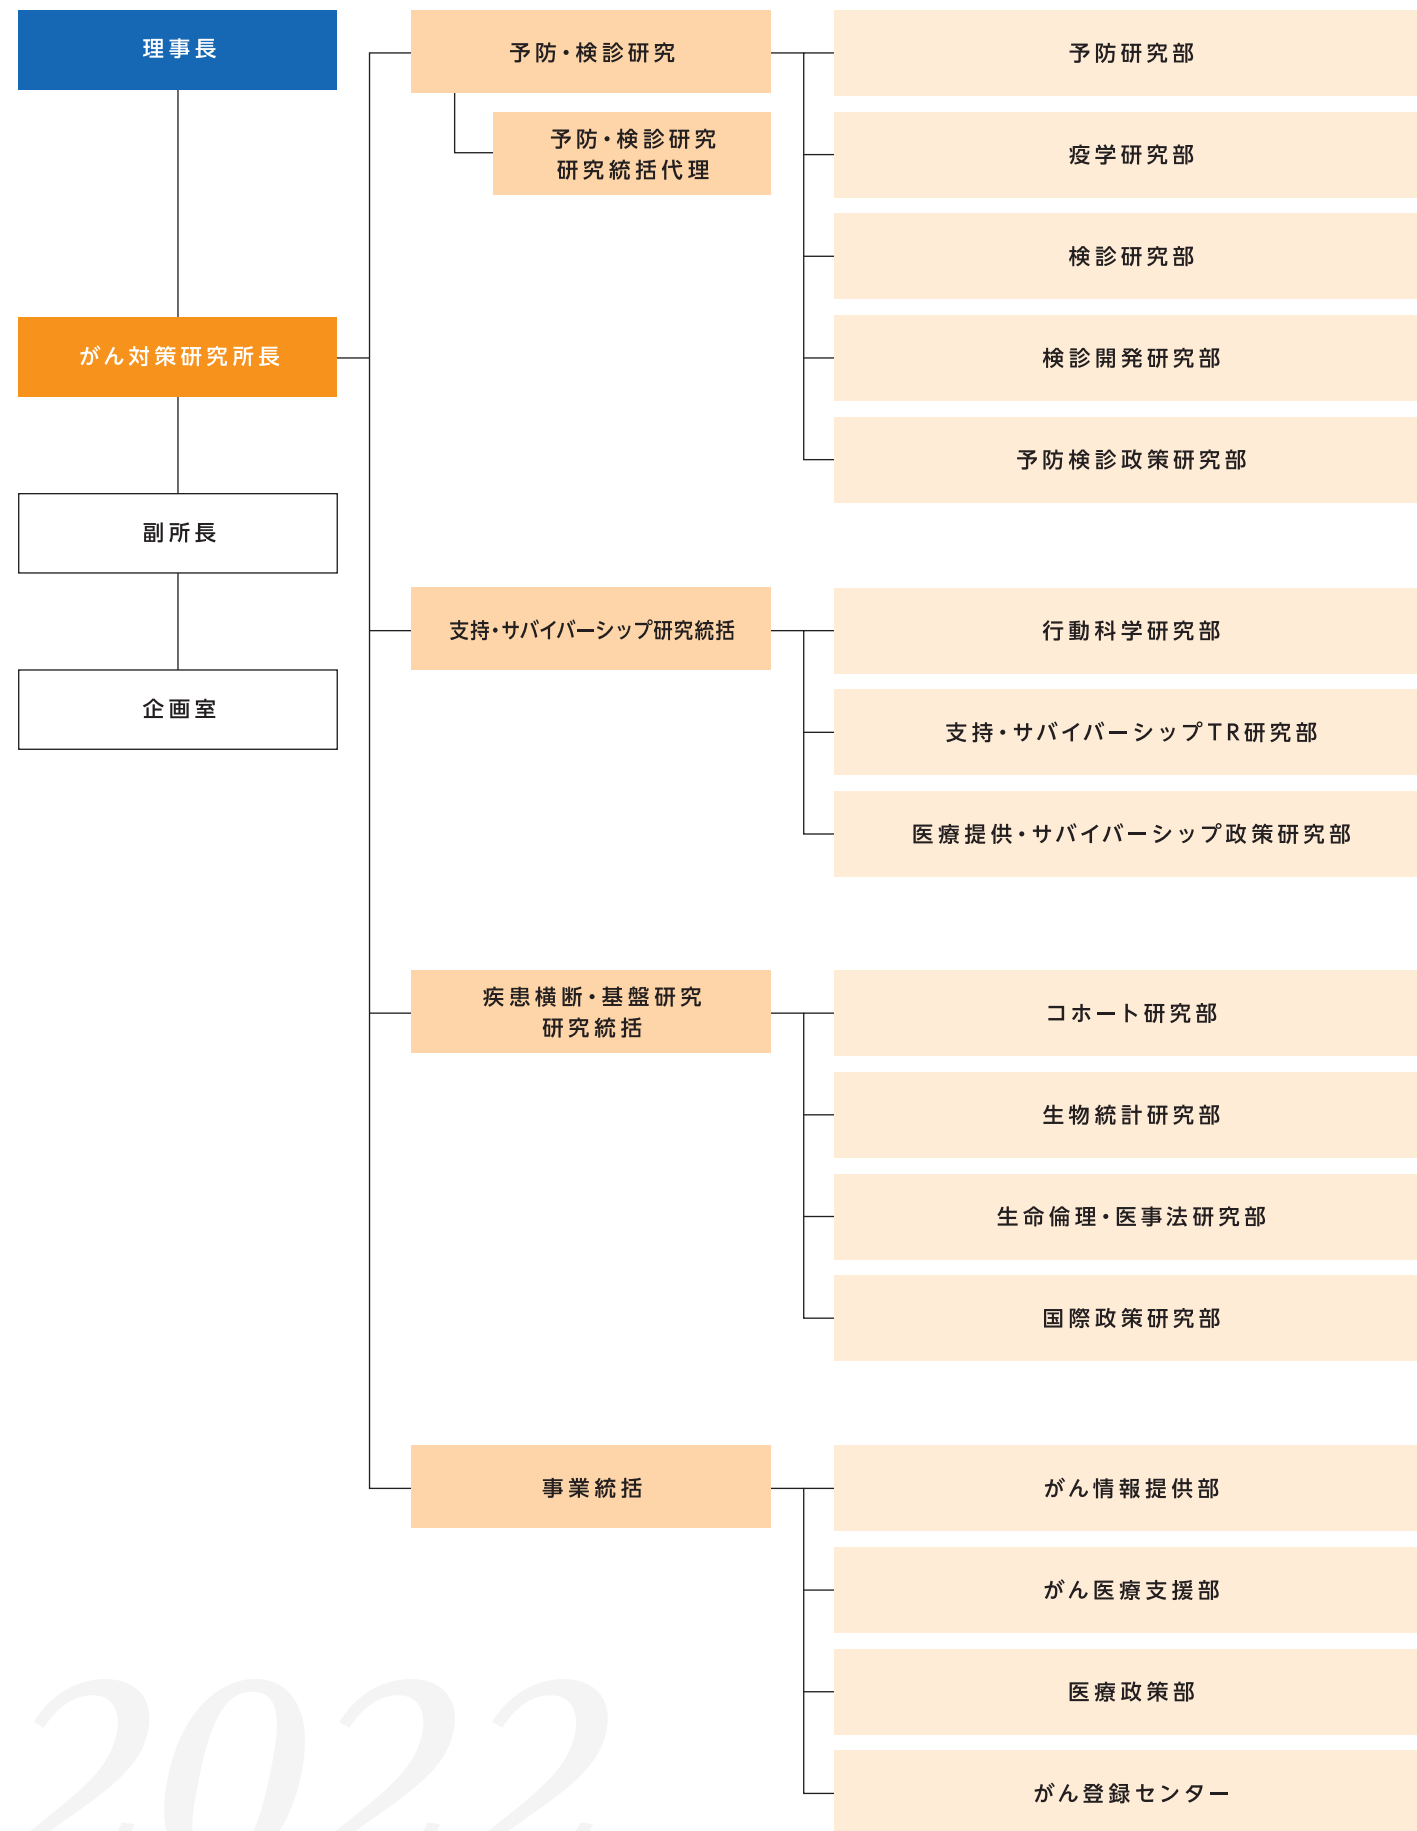 理事長
がん対策研究所長
副所長
企画室
予防・検診研究
予防・検診研究
研究統括代理
予防研究部
疫学研究部
検診研究部
検診開発研究部
予防検診政策研究部
支持・サバイバーシップ研究統括
行動科学研究部
支持・サバイバーシップTR研究部
医療提供・サバイバーシップ政策研究部
疾患横断・基盤研究
研究統括
コホート研究部
生物統計研究部
生命倫理・医事法研究部
国際政策研究部
事業統括
がん情報提供部
がん医療支援部
医療政策部
がん登録センター
2022